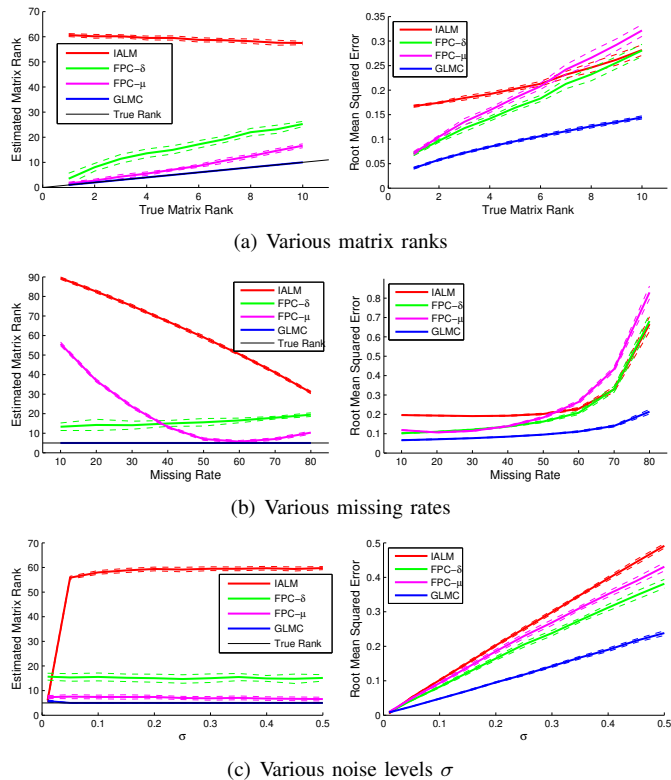 Estimated Matrix Rank
70
60
50
40
30
20
10
0
0 2 4 6 8 10
True Matrix Rank
IALM
FPC−δ
FPC−μ
GLMC
True Rank
Root Mean Squared Error
0.35
0.3
0.25
0.2
0.15
0.1
0.05
0
0 2 4 6 8 10
True Matrix Rank
IALM
FPC−δ
FPC−μ
GLMC
(a) Various matrix ranks
Estimated Matrix Rank
90
80
70
60
50
40
30
20
10
0
10 20 30 40 50 60 70 80
Missing Rate
IALM
FPC−δ
FPC−μ
GLMC
True Rank
Root Mean Squared Error
0.8
0.7
0.6
0.5
0.4
0.3
0.2
0.1
0
10 20 30 40 50 60 70 80
Missing Rate
IALM
FPC−δ
FPC−μ
GLMC
(b) Various missing rates
Estimated Matrix Rank
70
60
50
40
30
20
10
0
0.1 0.2 0.3 0.4 0.5
σ
IALM
FPC−δ
FPC−μ
GLMC
True Rank
Root Mean Squared Error
0.5
0.4
0.3
0.2
0.1
0
0.1 0.2 0.3 0.4 0.5
σ
IALM
FPC−δ
FPC−μ
GLMC
(c) Various noise levels σ